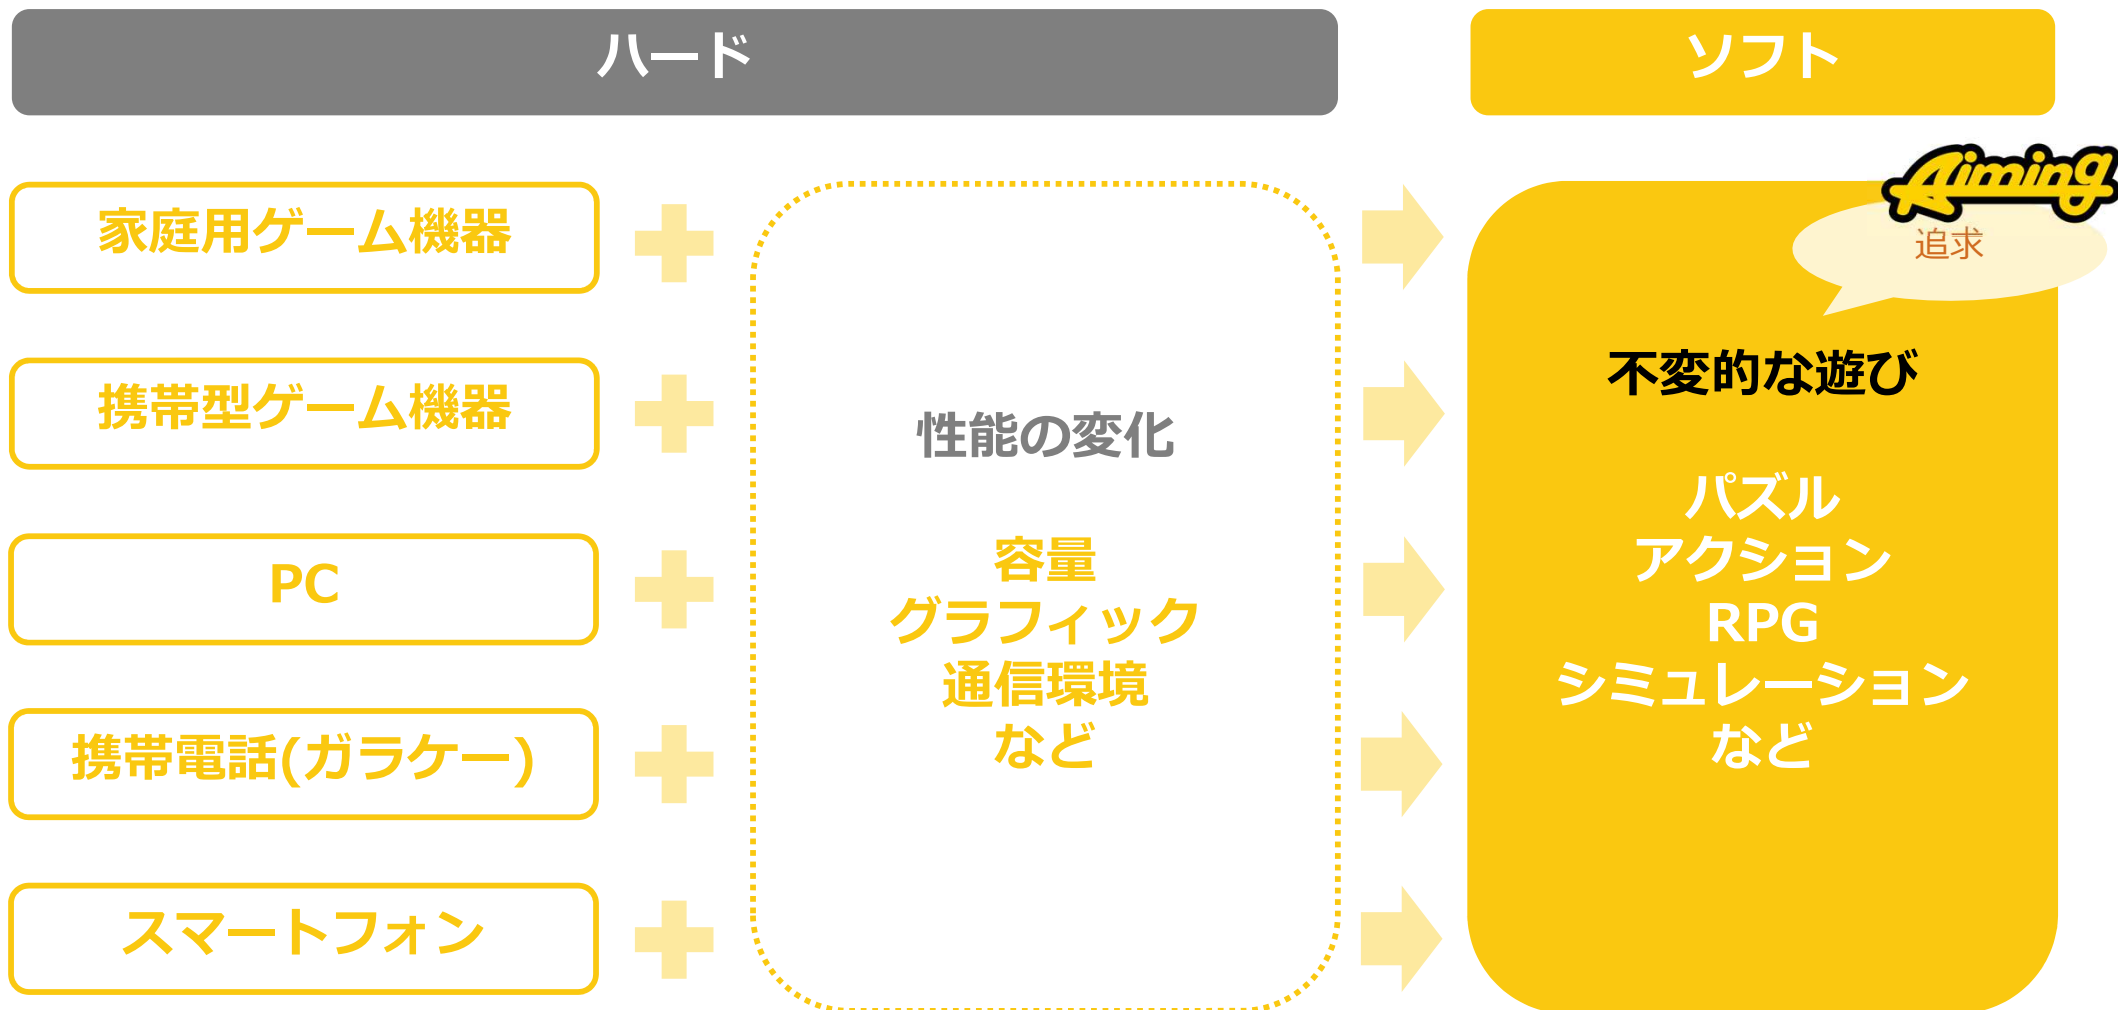 ハード
ソフト
家庭用ゲーム機器
携帯型ゲーム機器
PC
携帯電話(ガラケー)
スマートフォン
性能の変化
容量
グラフィック
通信環境
など
Aiming
追求
不変的な遊び
パズル
アクション
RPG
シミュレーション
など